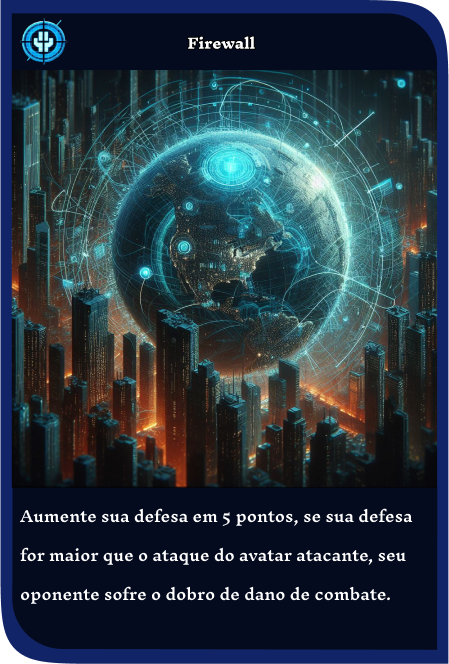 Firewall
Aumente sua defesa em 5 pontos, se sua defesa
for maior que o ataque do avatar atacante, seu
oponente sofre o dobro de dano de combate.